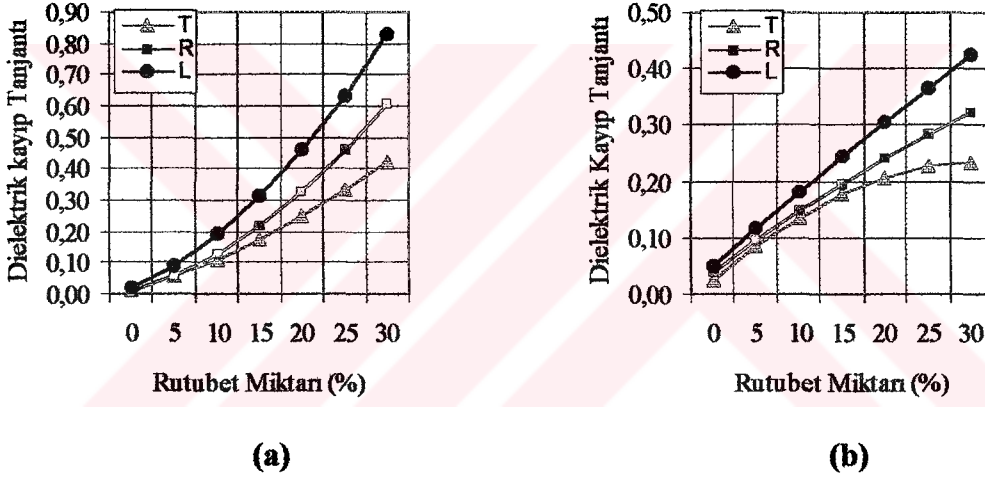 0,90
0,80
0,70
0,60
0,50
0,40
0,30
0,20
0,10
0,00
Dielektrik kayıp Tanjantı
T
R
L
0 5 10 15 20 25 30
Rutubet Miktarı (%)
(a)
0,50
0,40
0,30
0,20
0,10
0,00
Dielektrik Kayıp Tanjantı
T
R
L
0 5 10 15 20 25 30
Rutubet Miktarı (%)
(b)